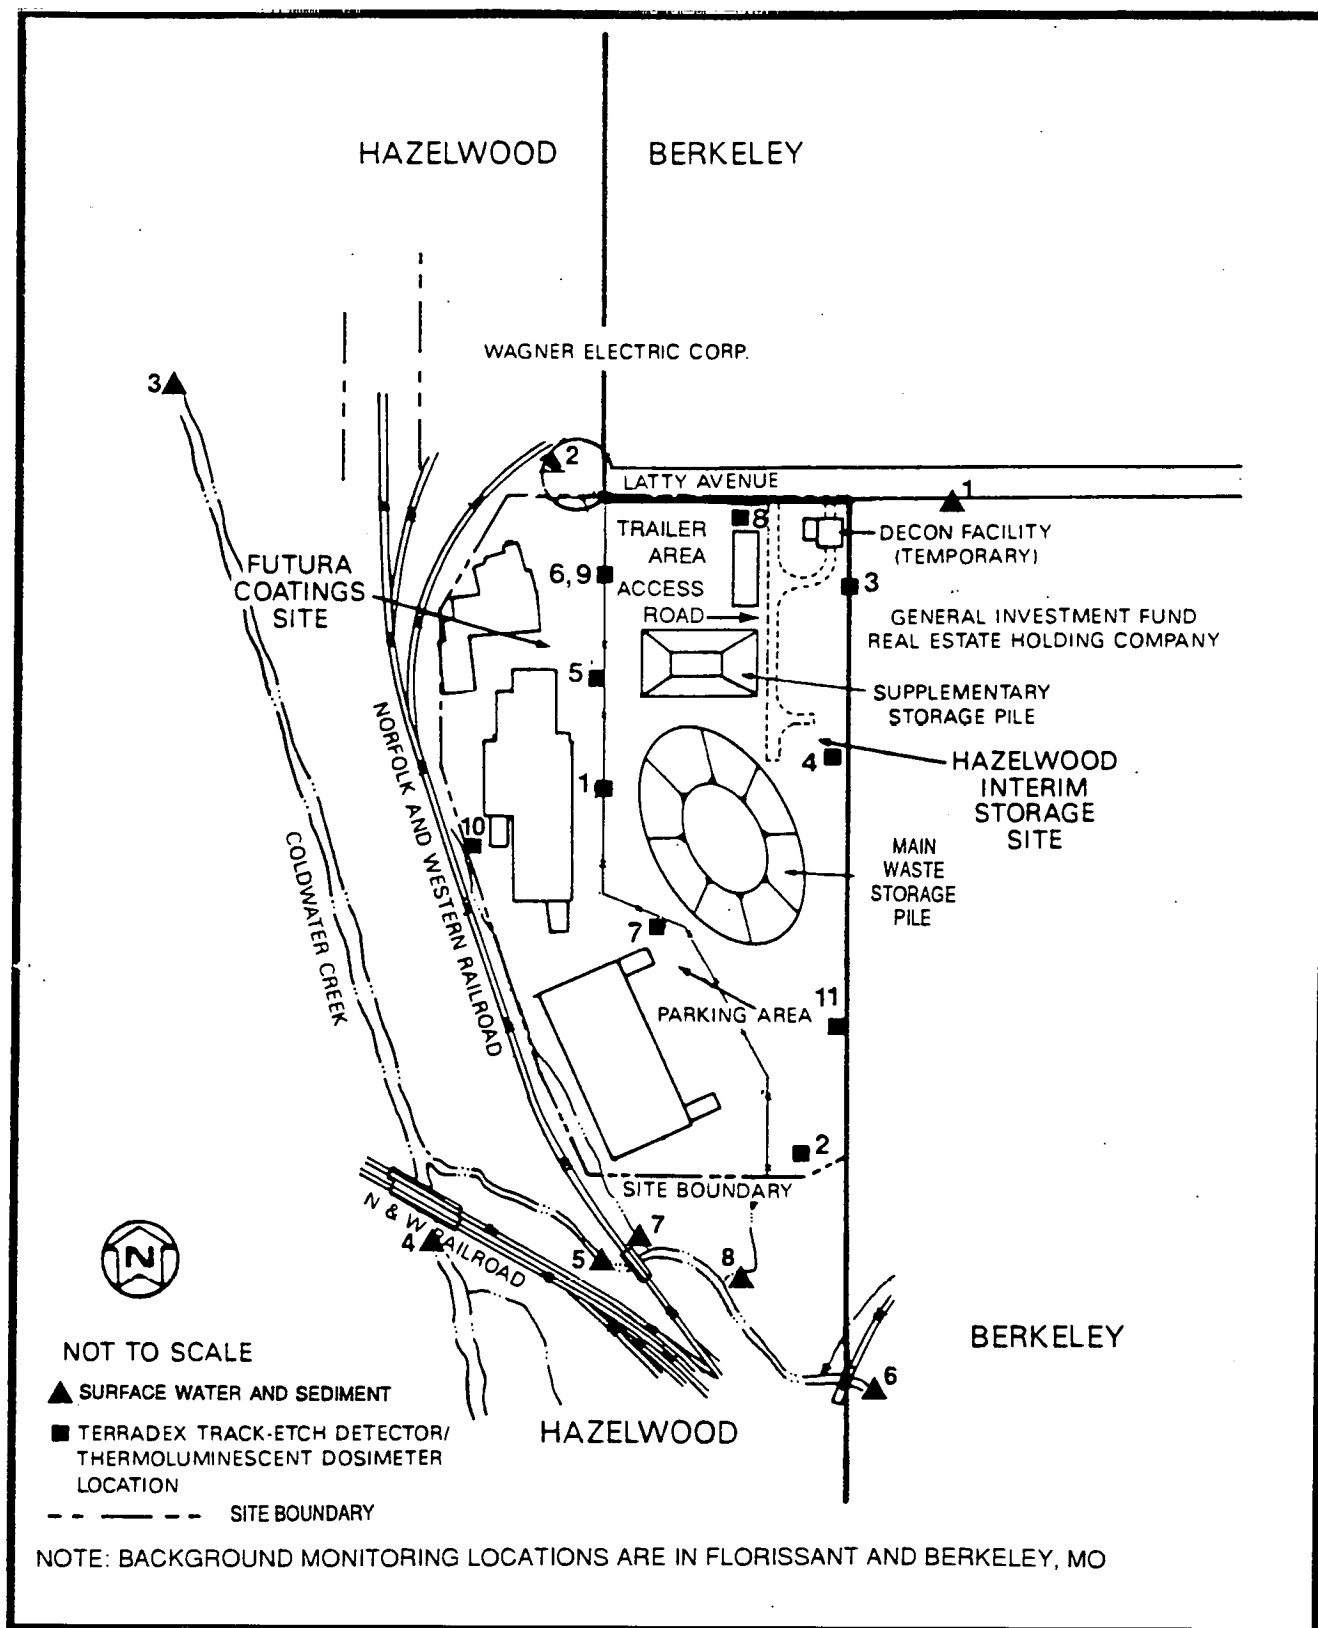 HAZELWOOD
BERKELEY
WAGNER ELECTRIC CORP.
3
2
LATTY AVENUE
1
8
TRAILER
AREA
DECON FACILITY
(TEMPORARY)
FUTURA
COATINGS
SITE
6,9
ACCESS
ROAD
3
GENERAL INVESTMENT FUND
REAL ESTATE HOLDING COMPANY
5
SUPPLEMENTARY
STORAGE PILE
4
HAZELWOOD
INTERIM
STORAGE
SITE
1
NORFOLK AND WESTERN RAILROAD
10
COLDWATER CREEK
MAIN
WASTE
STORAGE
PILE
7
11
PARKING AREA
2
SITE BOUNDARY
N & W RAILROAD
4
5
7
8
6
N
BERKELEY
HAZELWOOD
NOT TO SCALE
SURFACE WATER AND SEDIMENT
TERRADEX TRACK-ETCH DETECTOR/
THERMOLUMINESCENT DOSIMETER
LOCATION
SITE BOUNDARY
NOTE: BACKGROUND MONITORING LOCATIONS ARE IN FLORISSANT AND BERKELEY, MO